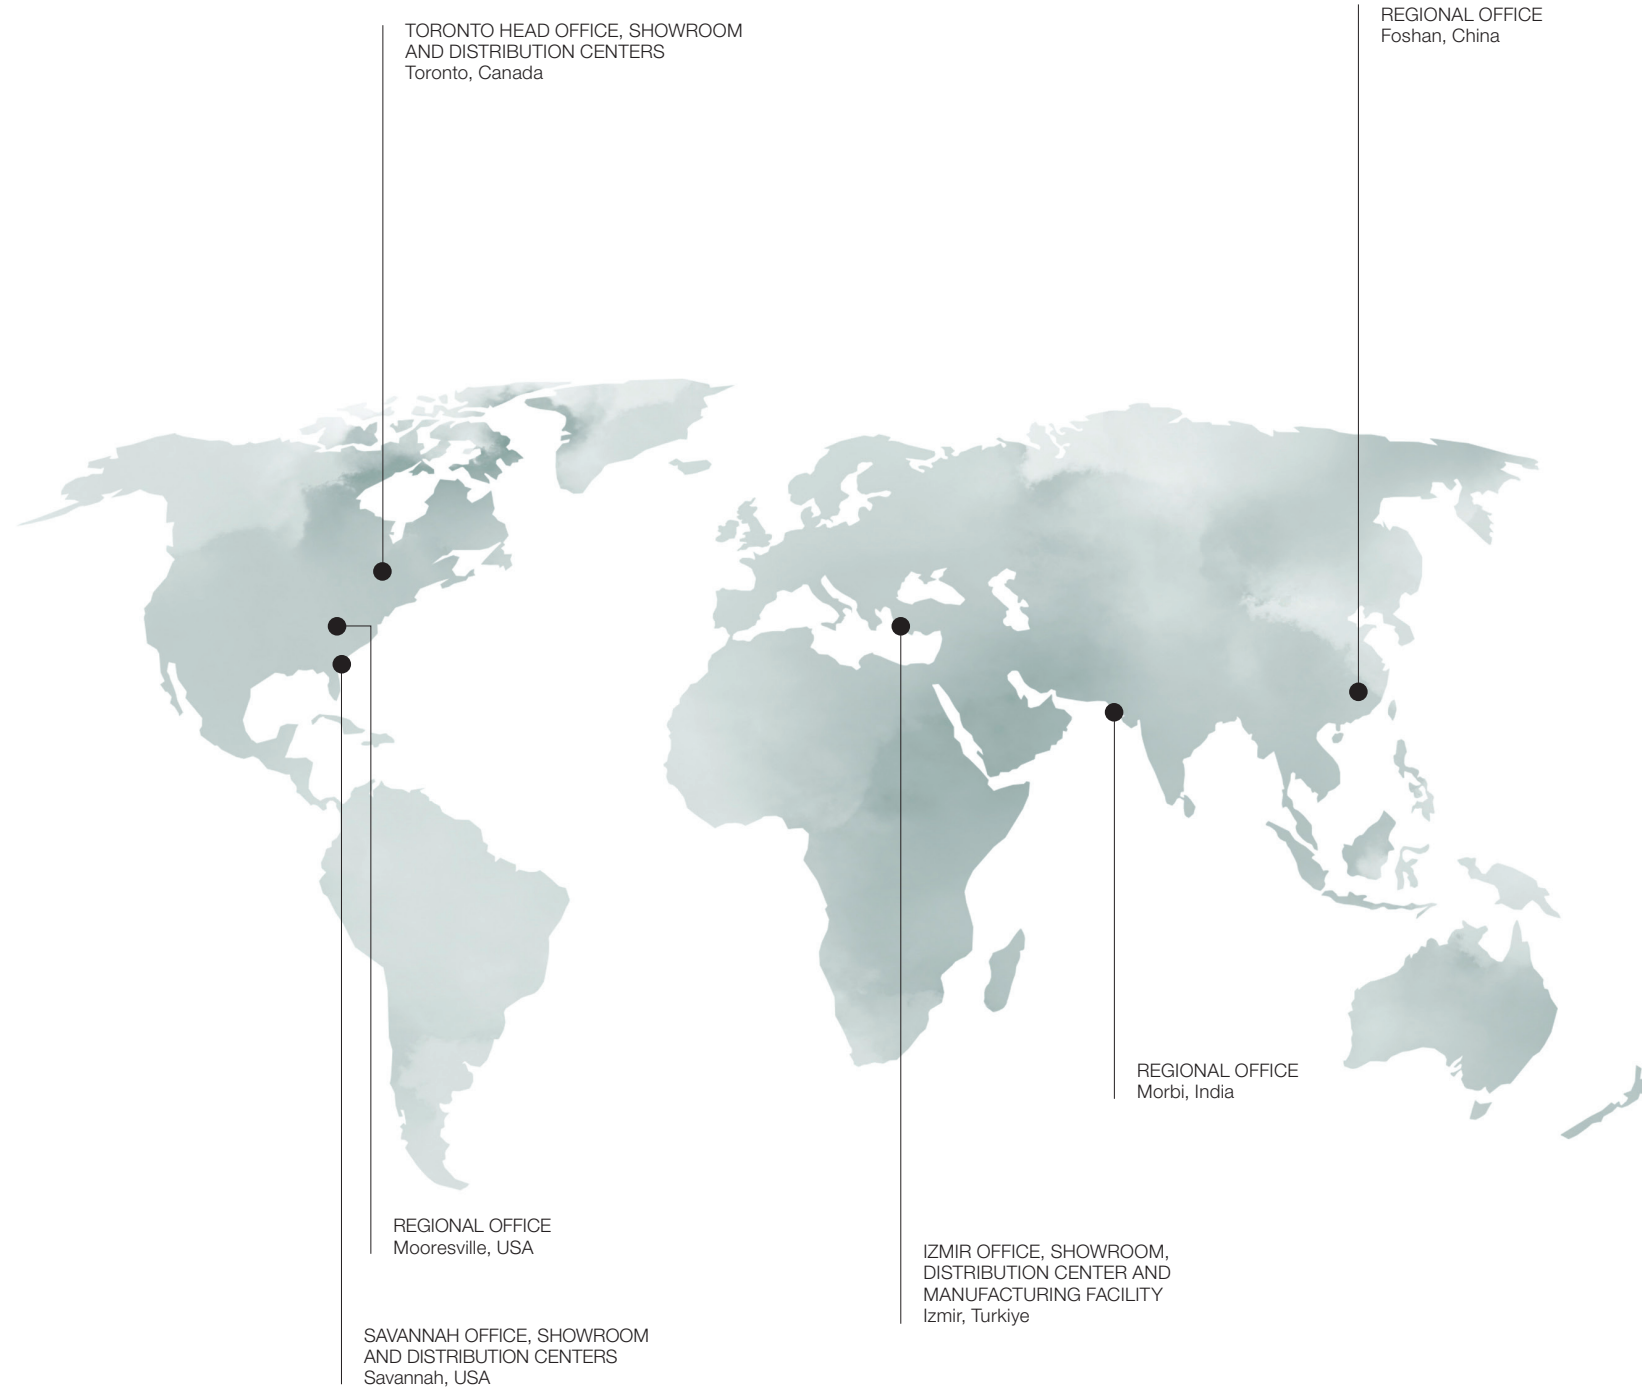 REGIONAL OFFICE
Foshan, China
TORONTO HEAD OFFICE, SHOWROOM
AND DISTRIBUTION CENTERS
Toronto, Canada
REGIONAL OFFICE
Morbi, India
REGIONAL OFFICE
Mooresville, USA
IZMIR OFFICE, SHOWROOM,
DISTRIBUTION CENTER AND
MANUFACTURING FACILITY
Izmir, Turkiye
SAVANNAH OFFICE, SHOWROOM
AND DISTRIBUTION CENTERS
Savannah, USA